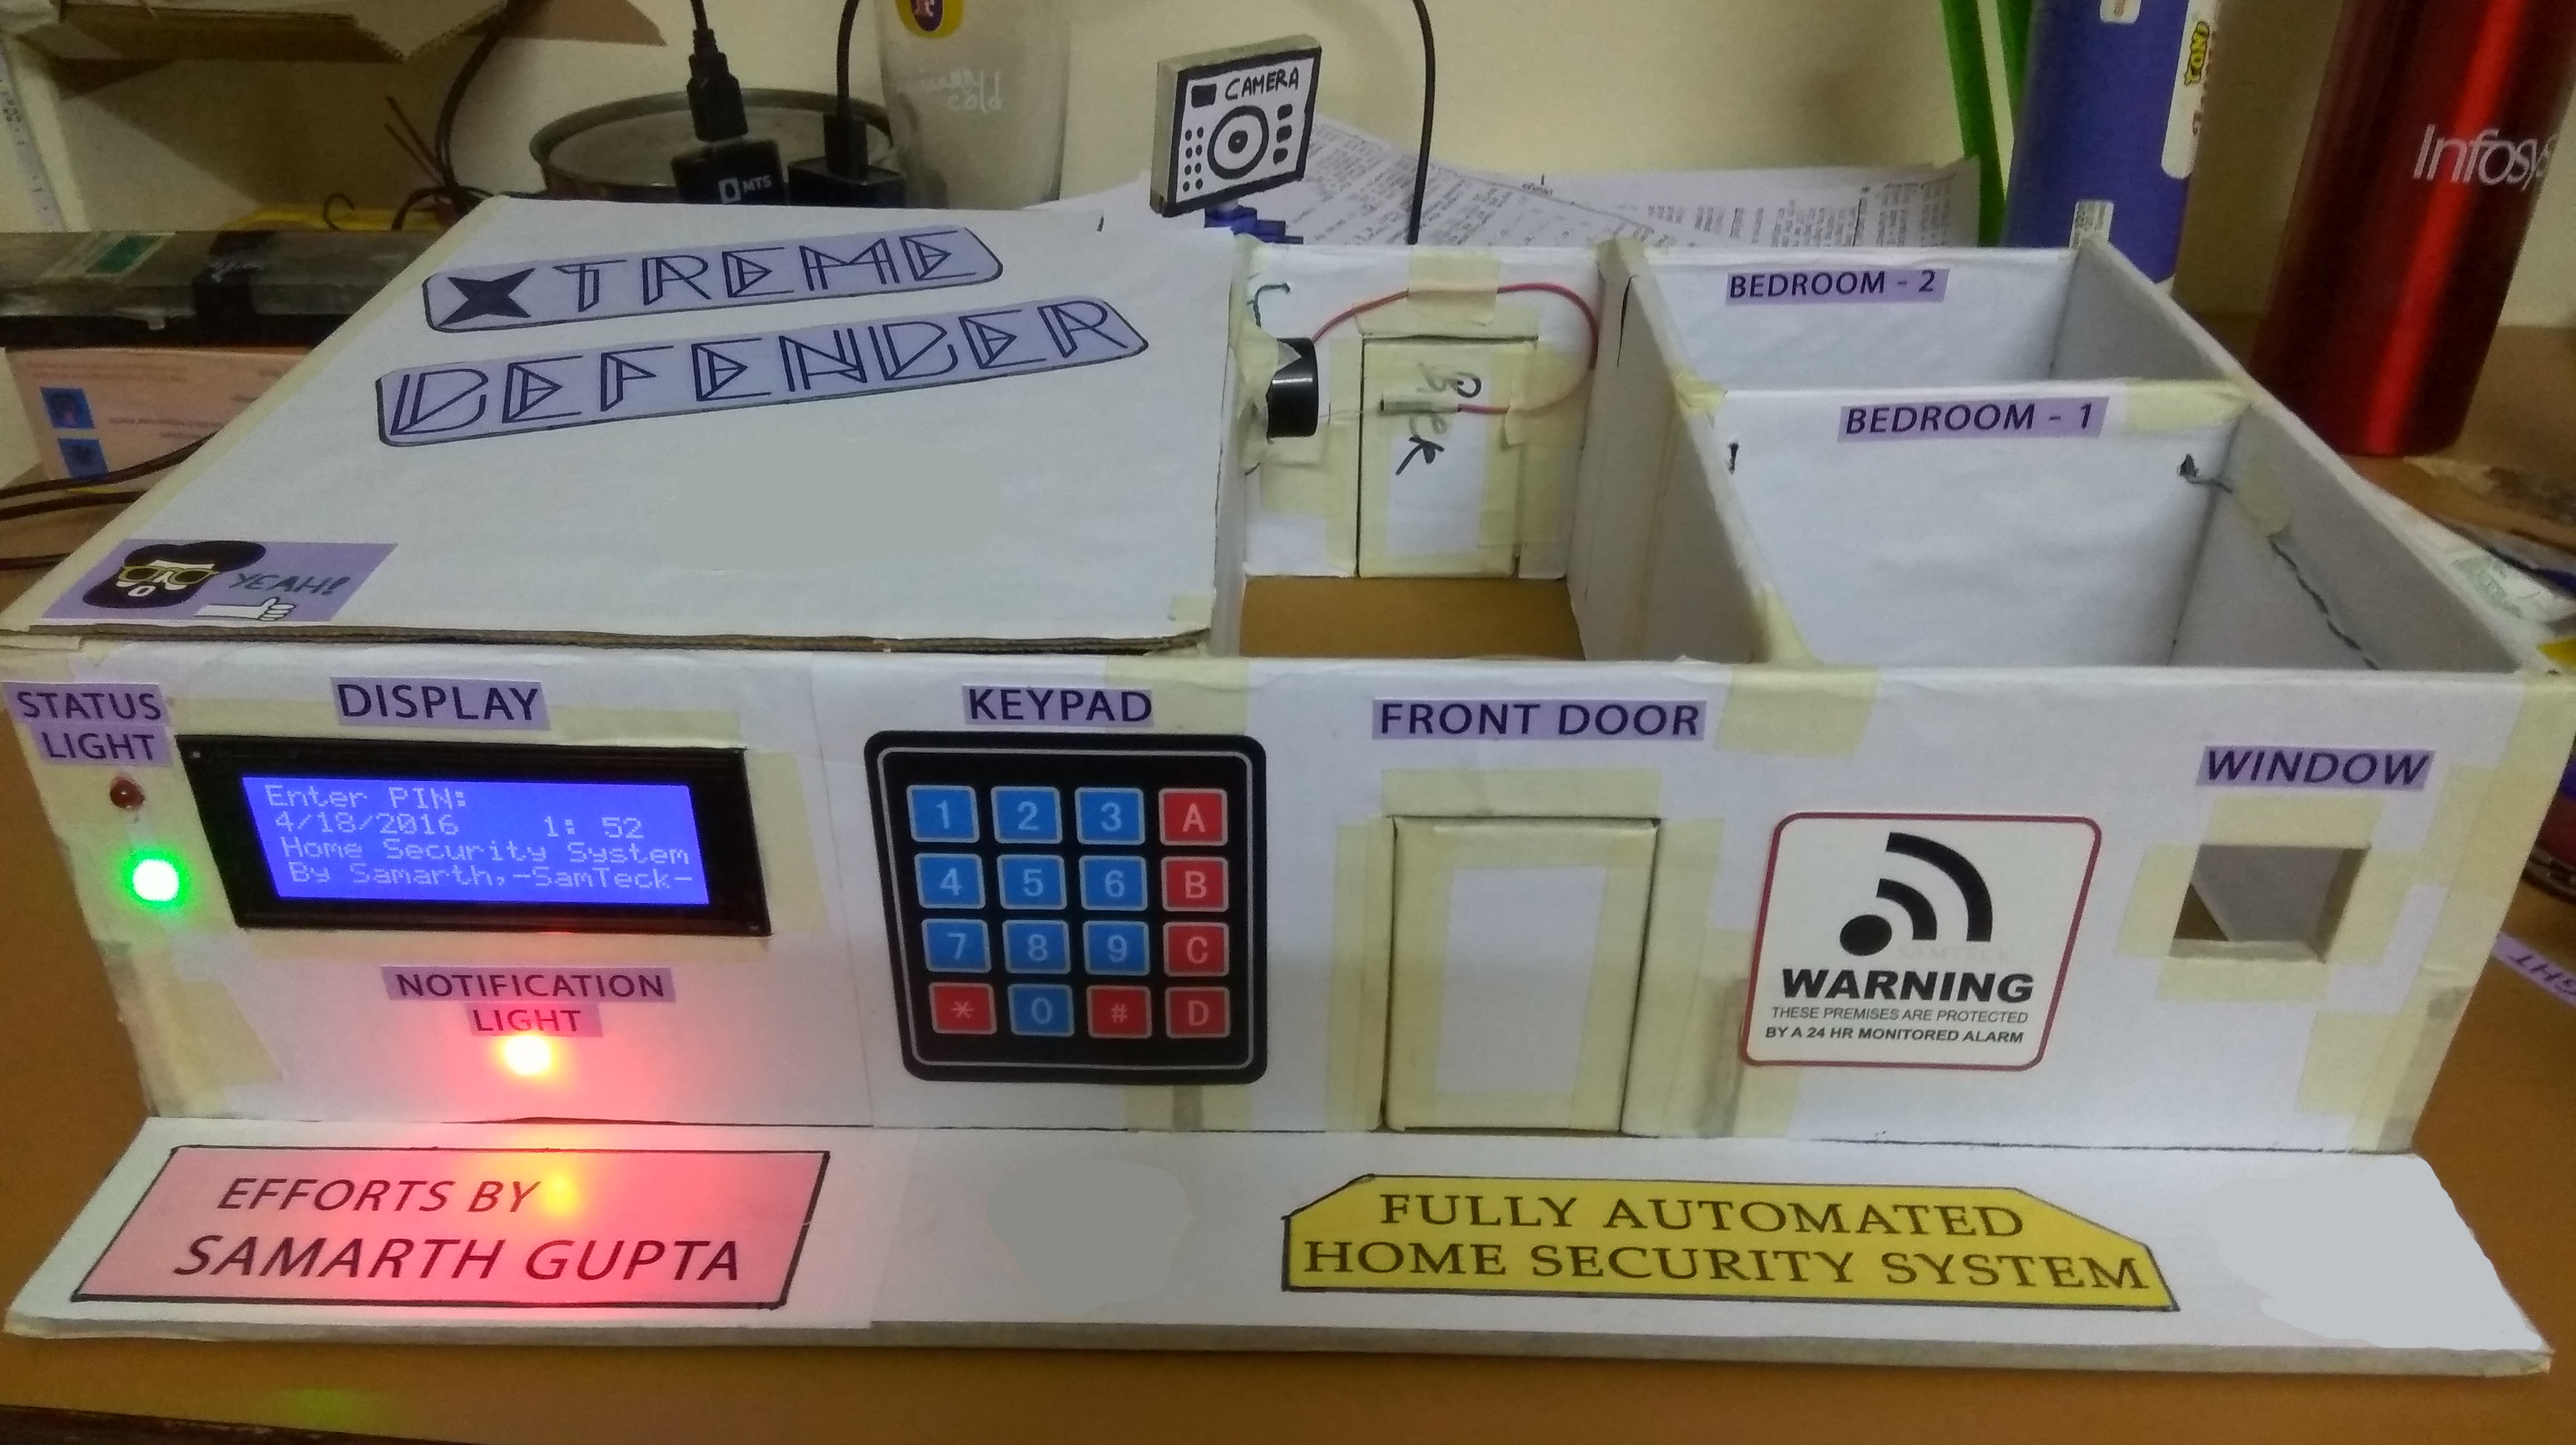 CAMERA
MTS
cold
Infosys
XTREME
DEFENDER
BEDROOM - 2
BEDROOM - 1
YEAH!
STATUS
LIGHT
DISPLAY
KEYPAD
FRONT DOOR
WINDOW
Enter PIN:
4/18/2016 1: 52
Home Security System
By Samarth,-SamTeck-
1 2 3 A
4 5 6 B
7 8 9 C
* 0 # D
NOTIFICATION
LIGHT
WARNING
THESE PREMISES ARE PROTECTED
BY A 24 HR MONITORED ALARM
EFFORTS BY
SAMARTH GUPTA
FULLY AUTOMATED
HOME SECURITY SYSTEM